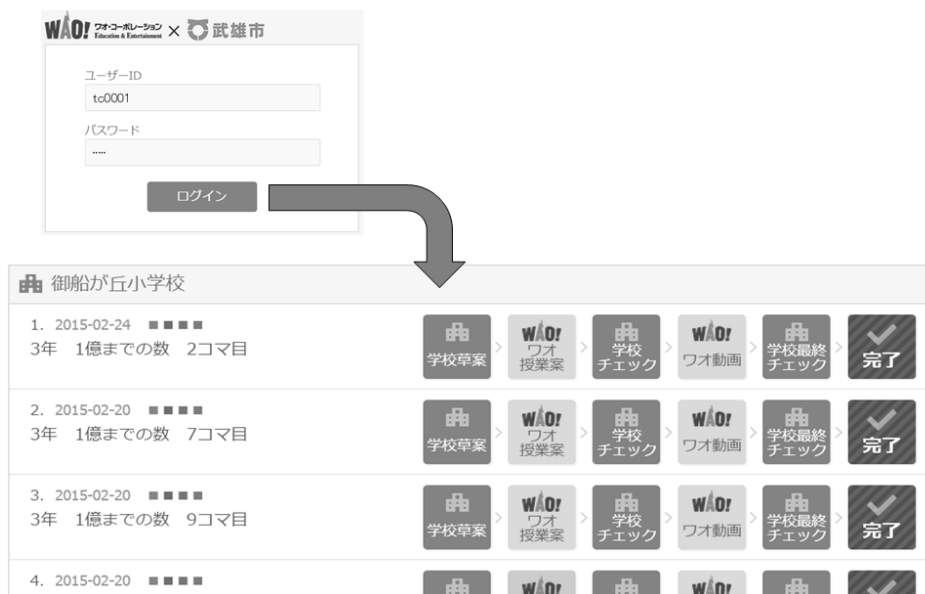 WAO! ワオ・コーポレーション Education & Entertainment × 武雄市
ユーザーID
tc0001
パスワード
·····
ログイン
御船が丘小学校
1. 2015-02-24 ■■■■
3年 1億までの数 2コマ目
学校草案 > WAO! ワオ授業案 > 学校チェック > WAO! ワオ動画 > 学校最終チェック > 完了
2. 2015-02-20 ■■■■
3年 1億までの数 7コマ目
学校草案 > WAO! ワオ授業案 > 学校チェック > WAO! ワオ動画 > 学校最終チェック > 完了
3. 2015-02-20 ■■■■
3年 1億までの数 9コマ目
学校草案 > WAO! ワオ授業案 > 学校チェック > WAO! ワオ動画 > 学校最終チェック > 完了
4. 2015-02-20 ■■■■
WAO! WAO!